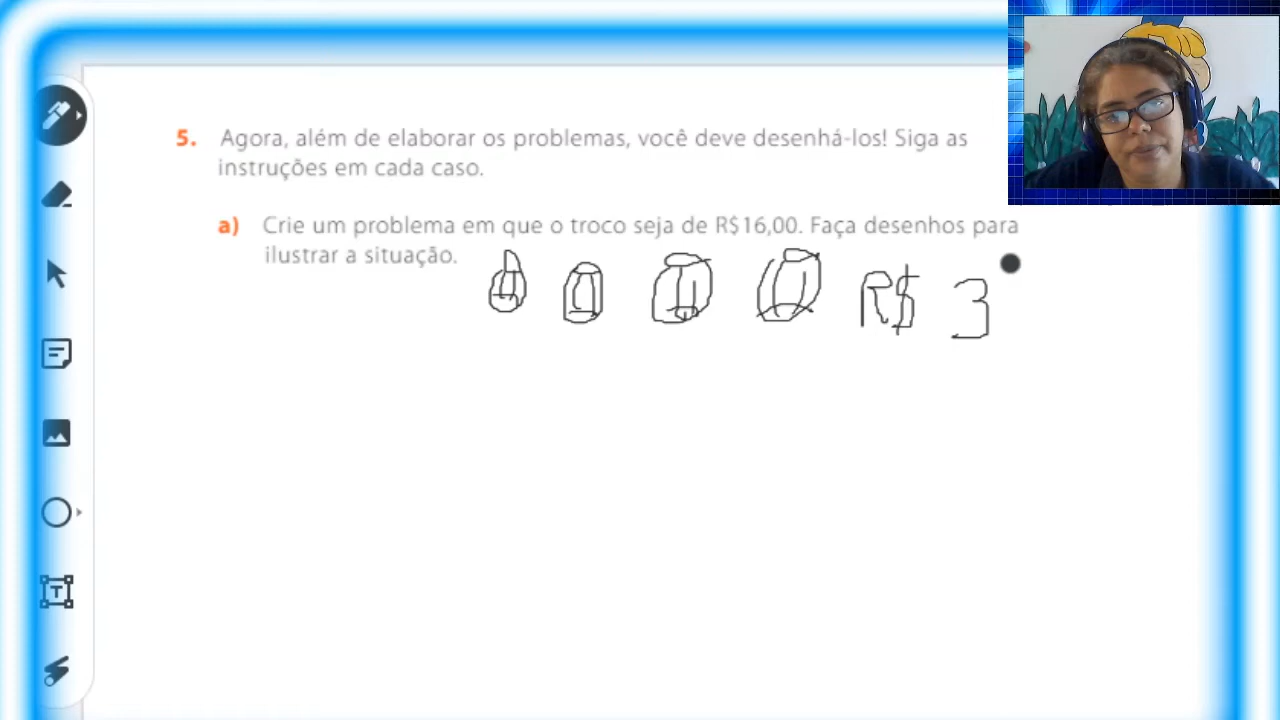 5. Agora, além de elaborar os problemas, você deve desenhá-los! Siga as
instruções em cada caso.
a) Crie um problema em que o troco seja de R$16,00. Faça desenhos para
ilustrar a situação.
R$ 3
T